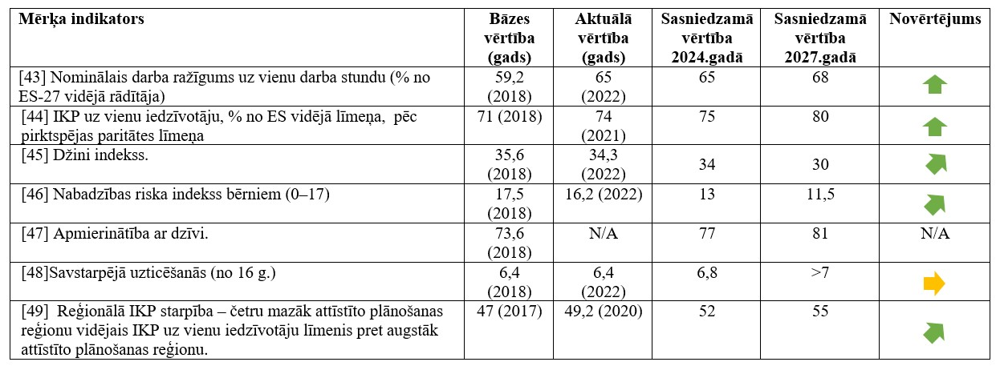 Mērķa indikators
Bāzes
vērtība
(gads)
Aktuālā
vērtība
(gads)
Sasniedzamā
vērtība
2024.gadā
Sasniedzamā
vērtība
2027.gadā
Novērtējums
[43] Nominālais darba ražīgums uz vienu darba stundu (% no
ES-27 vidējā rādītāja)
59,2
(2018)
65
(2022)
65
68
[44] IKP uz vienu iedzīvotāju, % no ES vidējā līmeņa, pēc
pirktspējas paritātes līmeņa
71 (2018)
74
(2021)
75
80
[45] Džini indekss.
35,6
(2018)
34,3
(2022)
34
30
[46] Nabadzības riska indekss bērniem (0–17)
17,5
(2018)
16,2 (2022)
13
11,5
[47] Apmierinātība ar dzīvi.
73,6
(2018)
N/A
77
81
N/A
[48]Savstarpējā uzticēšanās (no 16 g.)
6,4
(2018)
6,4
(2022)
6,8
>7
[49] Reģionālā IKP starpība – četru mazāk attīstīto plānošanas
reģionu vidējais IKP uz vienu iedzīvotāju līmenis pret augstāk
attīstīto plānošanas reģionu.
47 (2017)
49,2 (2020)
52
55